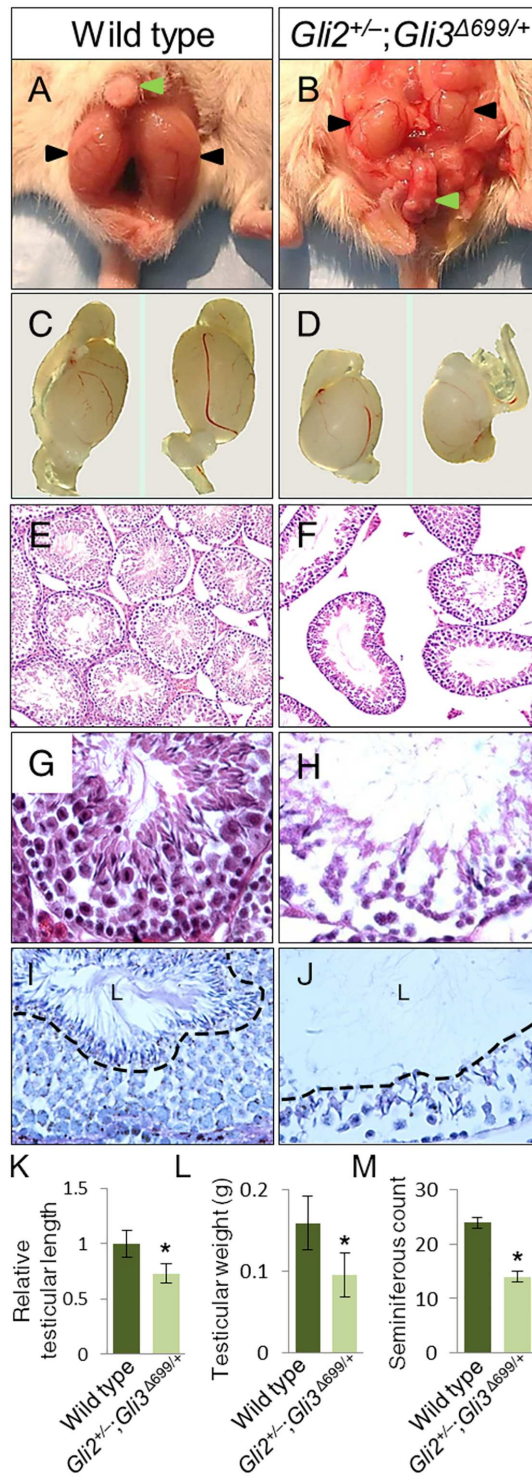 Wild type
Gli2+/−;Gli3Δ699/+
A
B
C
D
E
F
G
H
I
L
J
L
K
Relative
testicular length
1.5
1
0.5
0
*
Wild type
Gli2+/−;Gli3Δ699/+
L
Testicular weight (g)
0.2
0.1
0
*
Wild type
Gli2+/−;Gli3Δ699/+
M
Seminiferous count
30
20
10
0
*
Wild type
Gli2+/−;Gli3Δ699/+